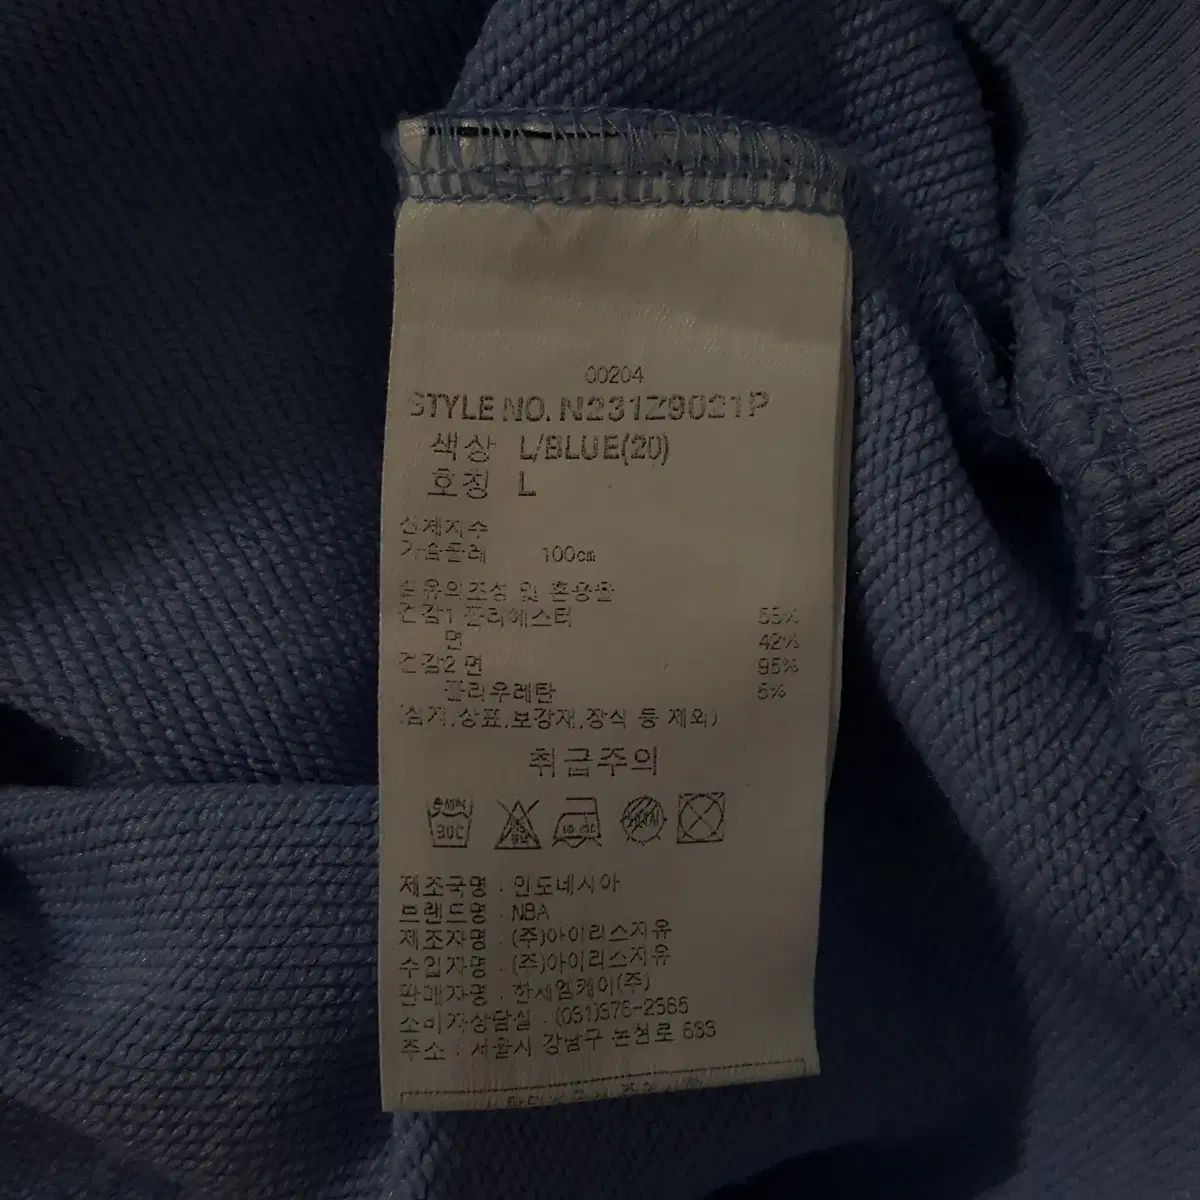 00204
STYLE NO. N231Z9021P
색상 L/BLUE(20)
호칭 L
신체치수
가슴둘레 100cm
섬유의조성 및 혼용율
겉감1 폴리에스터 58%
면 42%
겉감2 면 95%
폴리우레탄 5%
(심지,상표,보강재,장식 등 제외)
취급주의
30C
제조국명 : 인도네시아
브랜드명 : NBA
제조자명 : (주)아이리스지유
수입자명 : (주)아이리스지유
판매자명 : 한세엠케이(주)
소비자상담실 :
주소 : 서울시 강남구 논현로 633